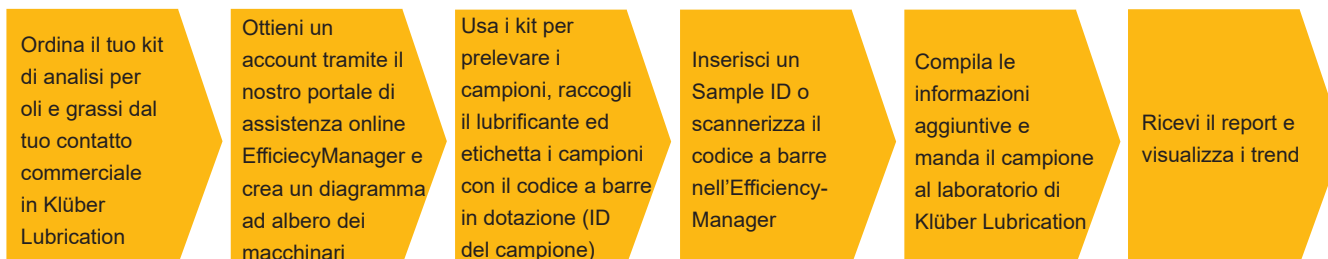 Ordina il tuo kit
di analisi per
oli e grassi dal
tuo contatto
commerciale
in Klüber
Lubrication
Ottieni un
account tramite il
nostro portale di
assistenza online
EfficiecyManager e
crea un diagramma
ad albero dei
macchinari
Usa i kit per
prelevare i
campioni, raccogli
il lubrificante ed
etichetta i campioni
con il codice a barre
in dotazione (ID
del campione)
Inserisci un
Sample ID o
scannerizza il
codice a barre
nell'Efficiency-
Manager
Compila le
informazioni
aggiuntive e
manda il campione
al laboratorio di
Klüber Lubrication
Ricevi il report e
visualizza i trend